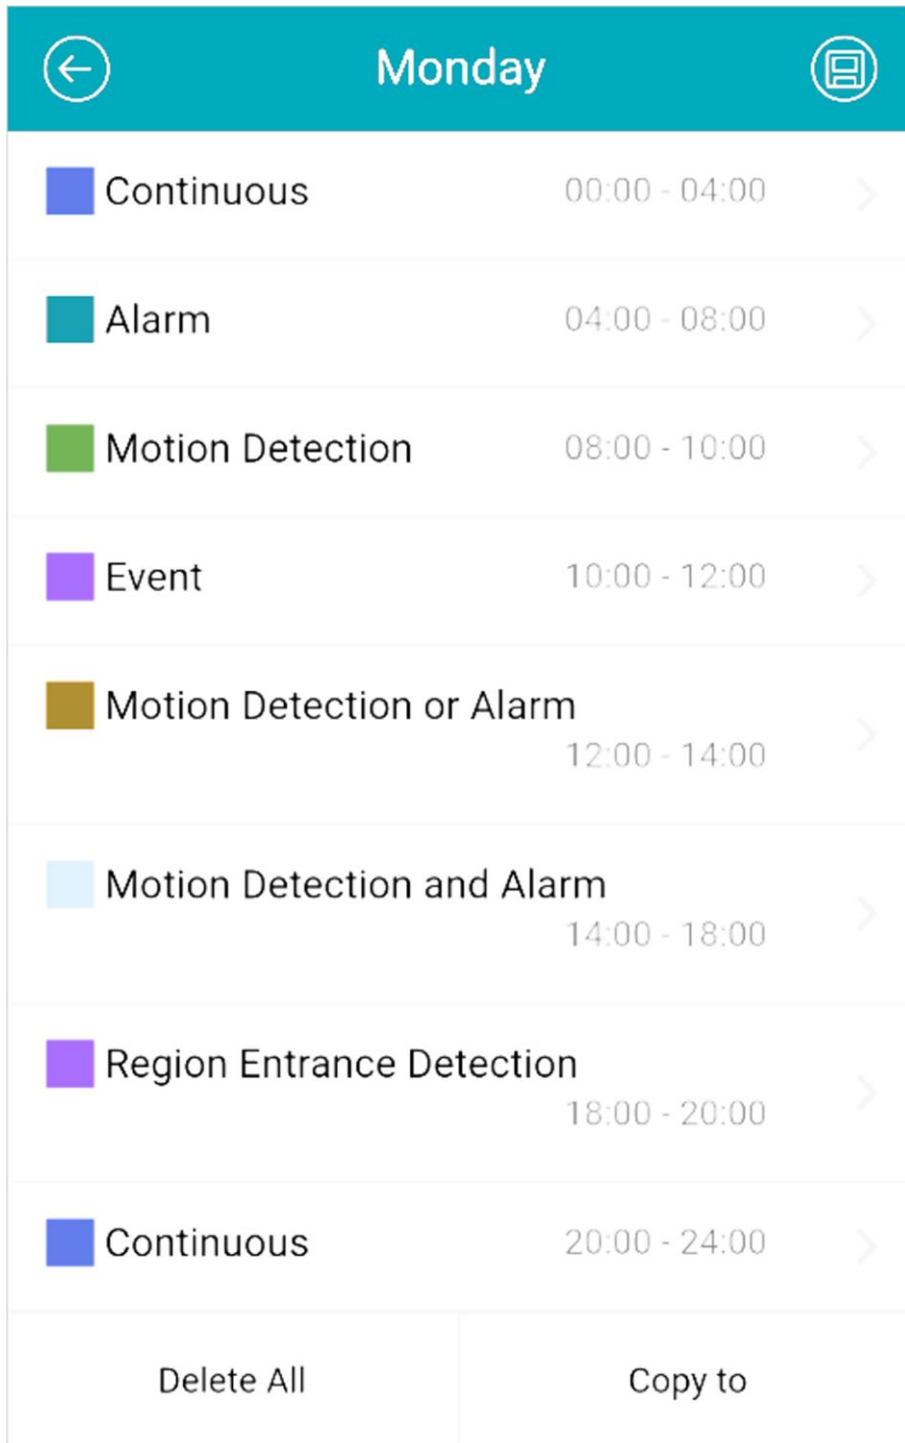 Monday
Continuous 00:00 - 04:00
Alarm 04:00 - 08:00
Motion Detection 08:00 - 10:00
Event 10:00 - 12:00
Motion Detection or Alarm
12:00 - 14:00
Motion Detection and Alarm
14:00 - 18:00
Region Entrance Detection
18:00 - 20:00
Continuous 20:00 - 24:00
Delete All Copy to